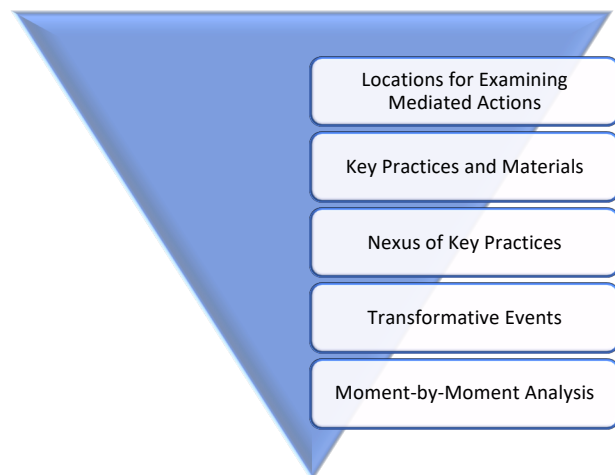 Locations for Examining
Mediated Actions
Key Practices and Materials
Nexus of Key Practices
Transformative Events
Moment-by-Moment Analysis